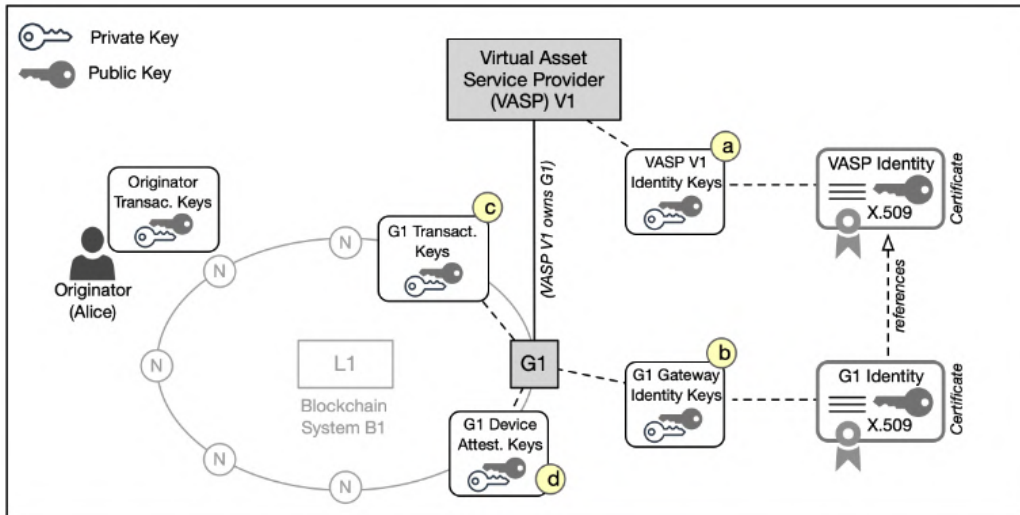 Private Key
Public Key
Virtual Asset
Service Provider
(VASP) V1
a
VASP V1
Identity Keys
VASP Identity
X.509
Certificate
Originator
Transac. Keys
Originator
(Alice)
c
G1 Transact.
Keys
(VASP V1 owns G1)
references
N
N
N
N
N
N
L1
Blockchain
System B1
G1
b
G1 Gateway
Identity Keys
G1 Identity
X.509
Certificate
G1 Device
Attest. Keys
d